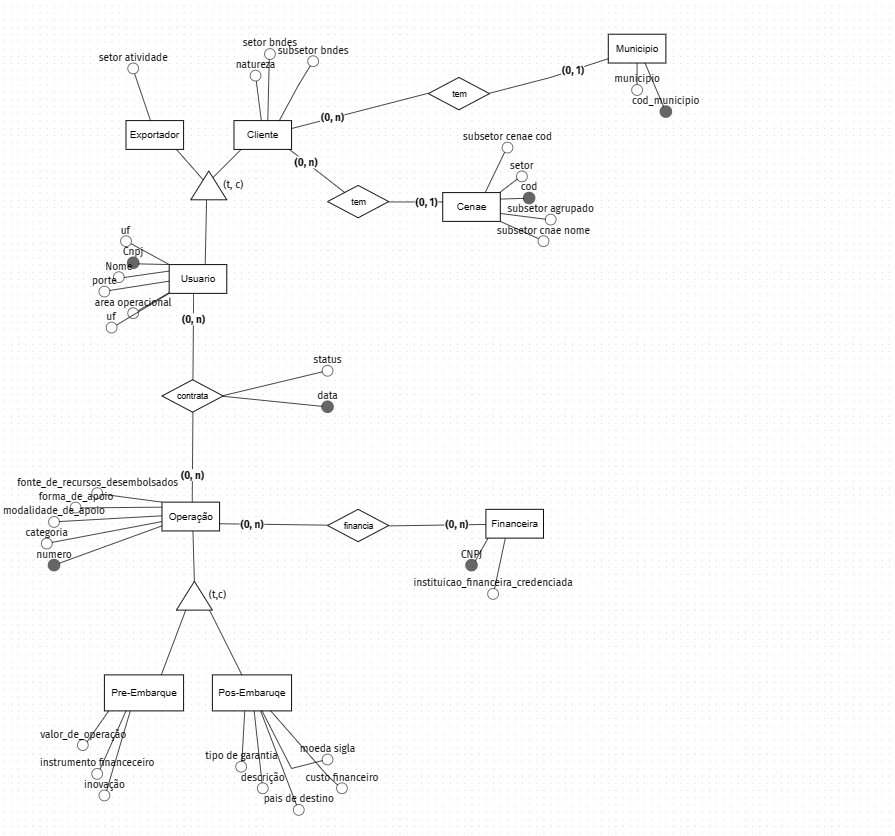 Municipio
setor bndes
subsetor bndes
setor atividade
natureza
(0, 1)
municipio
tem
cod_municipio
(0, n)
Exportador
Cliente
subsetor cenae cod
(0, n)
setor
(t, c)
cod
tem
(0, 1)
Cenae
subsetor agrupado
uf
subsetor cnae nome
Cnpj
Nome
porte
Usuario
area operacional
uf
(0, n)
status
contrata
data
(0, n)
fonte_de_recursos_desembolsados
forma_de_apoio
modalidade_de_apoio
Operação
(0, n)
financia
(0, n)
Financeira
categoria
numero
CNPJ
instituicao_financeira_credenciada
(t,c)
Pre-Embarque
Pos-Embaruqe
valor_de_operação
moeda sigla
tipo de garantia
instrumento financeceiro
descrição
custo financeiro
inovação
pais de destino